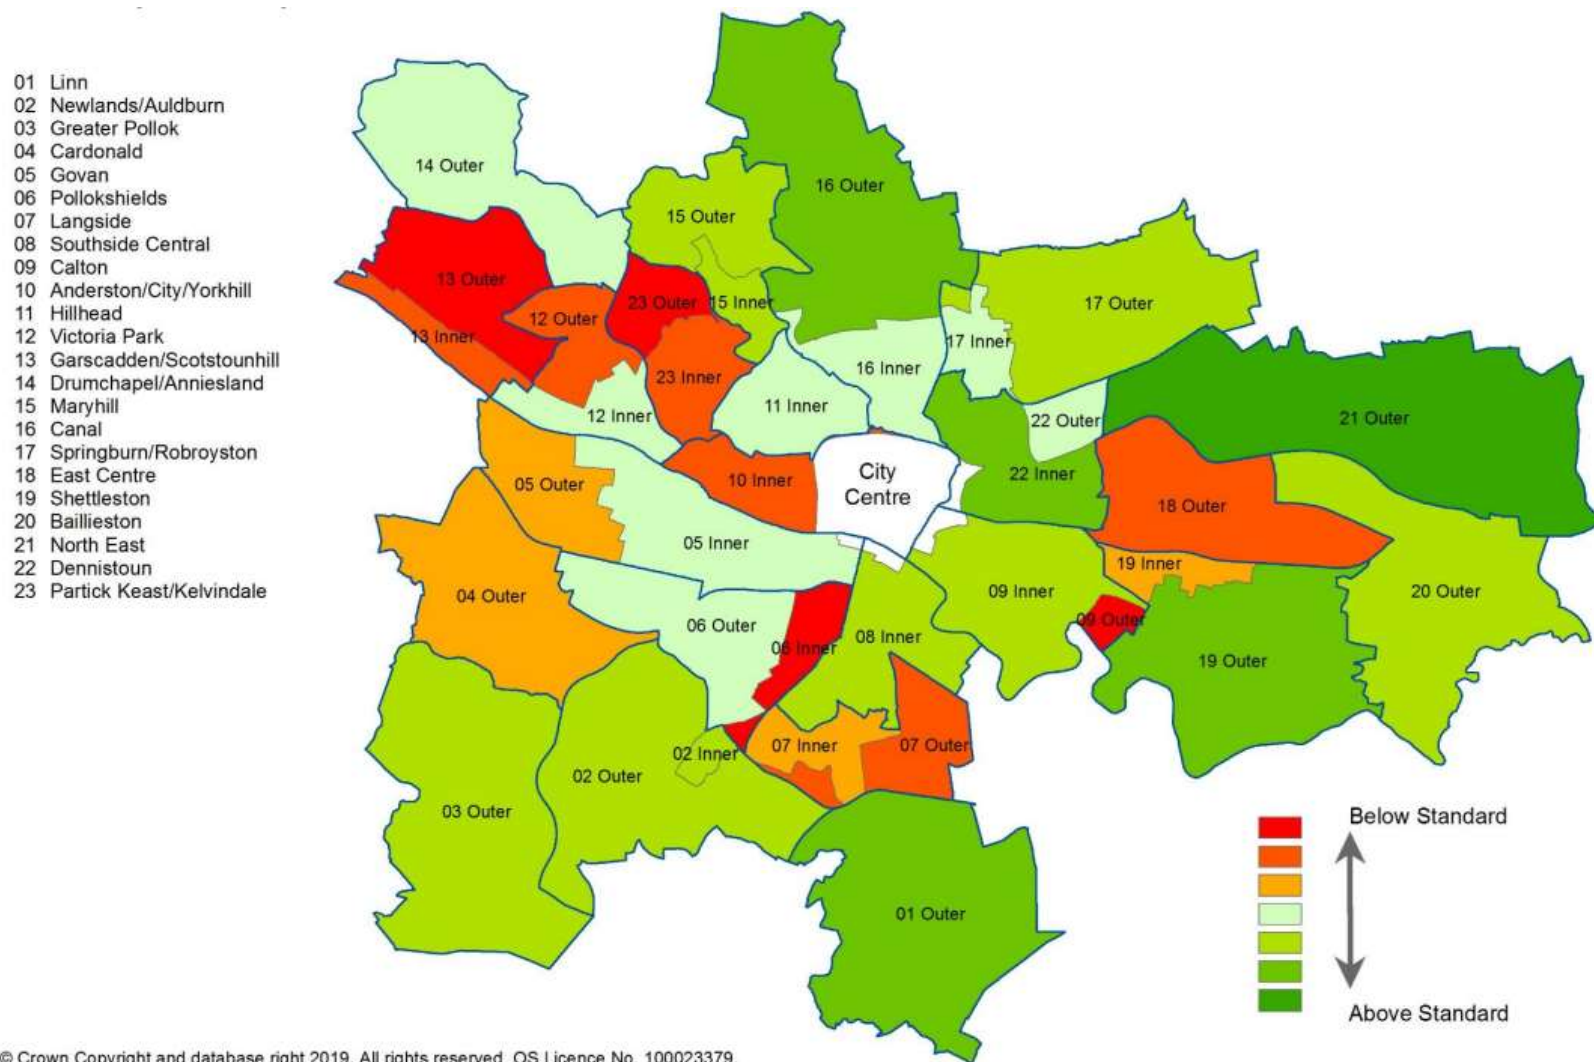 01 Linn
02 Newlands/Auldburn
03 Greater Pollok
04 Cardonald
05 Govan
06 Pollokshields
07 Langside
08 Southside Central
09 Calton
10 Anderston/City/Yorkhill
11 Hillhead
12 Victoria Park
13 Garscadden/Scotstounhill
14 Drumchapel/Anniesland
15 Maryhill
16 Canal
17 Springburn/Robroyston
18 East Centre
19 Shettleston
20 Baillieston
21 North East
22 Dennistoun
23 Partick Keast/Kelvindale
14 Outer
16 Outer
15 Outer
13 Outer
23 Outer
15 Inner
17 Outer
12 Outer
13 Inner
17 Inner
16 Inner
23 Inner
11 Inner
12 Inner
22 Outer
21 Outer
City
Centre
05 Outer
10 Inner
22 Inner
18 Outer
05 Inner
19 Inner
04 Outer
09 Inner
20 Outer
06 Outer
09 Outer
08 Inner
06 Inner
19 Outer
02 Inner
07 Inner
07 Outer
02 Outer
03 Outer
01 Outer
Below Standard
Above Standard
© Crown Copyright and database right 2019. All rights reserved. OS Licence No. 100023379.